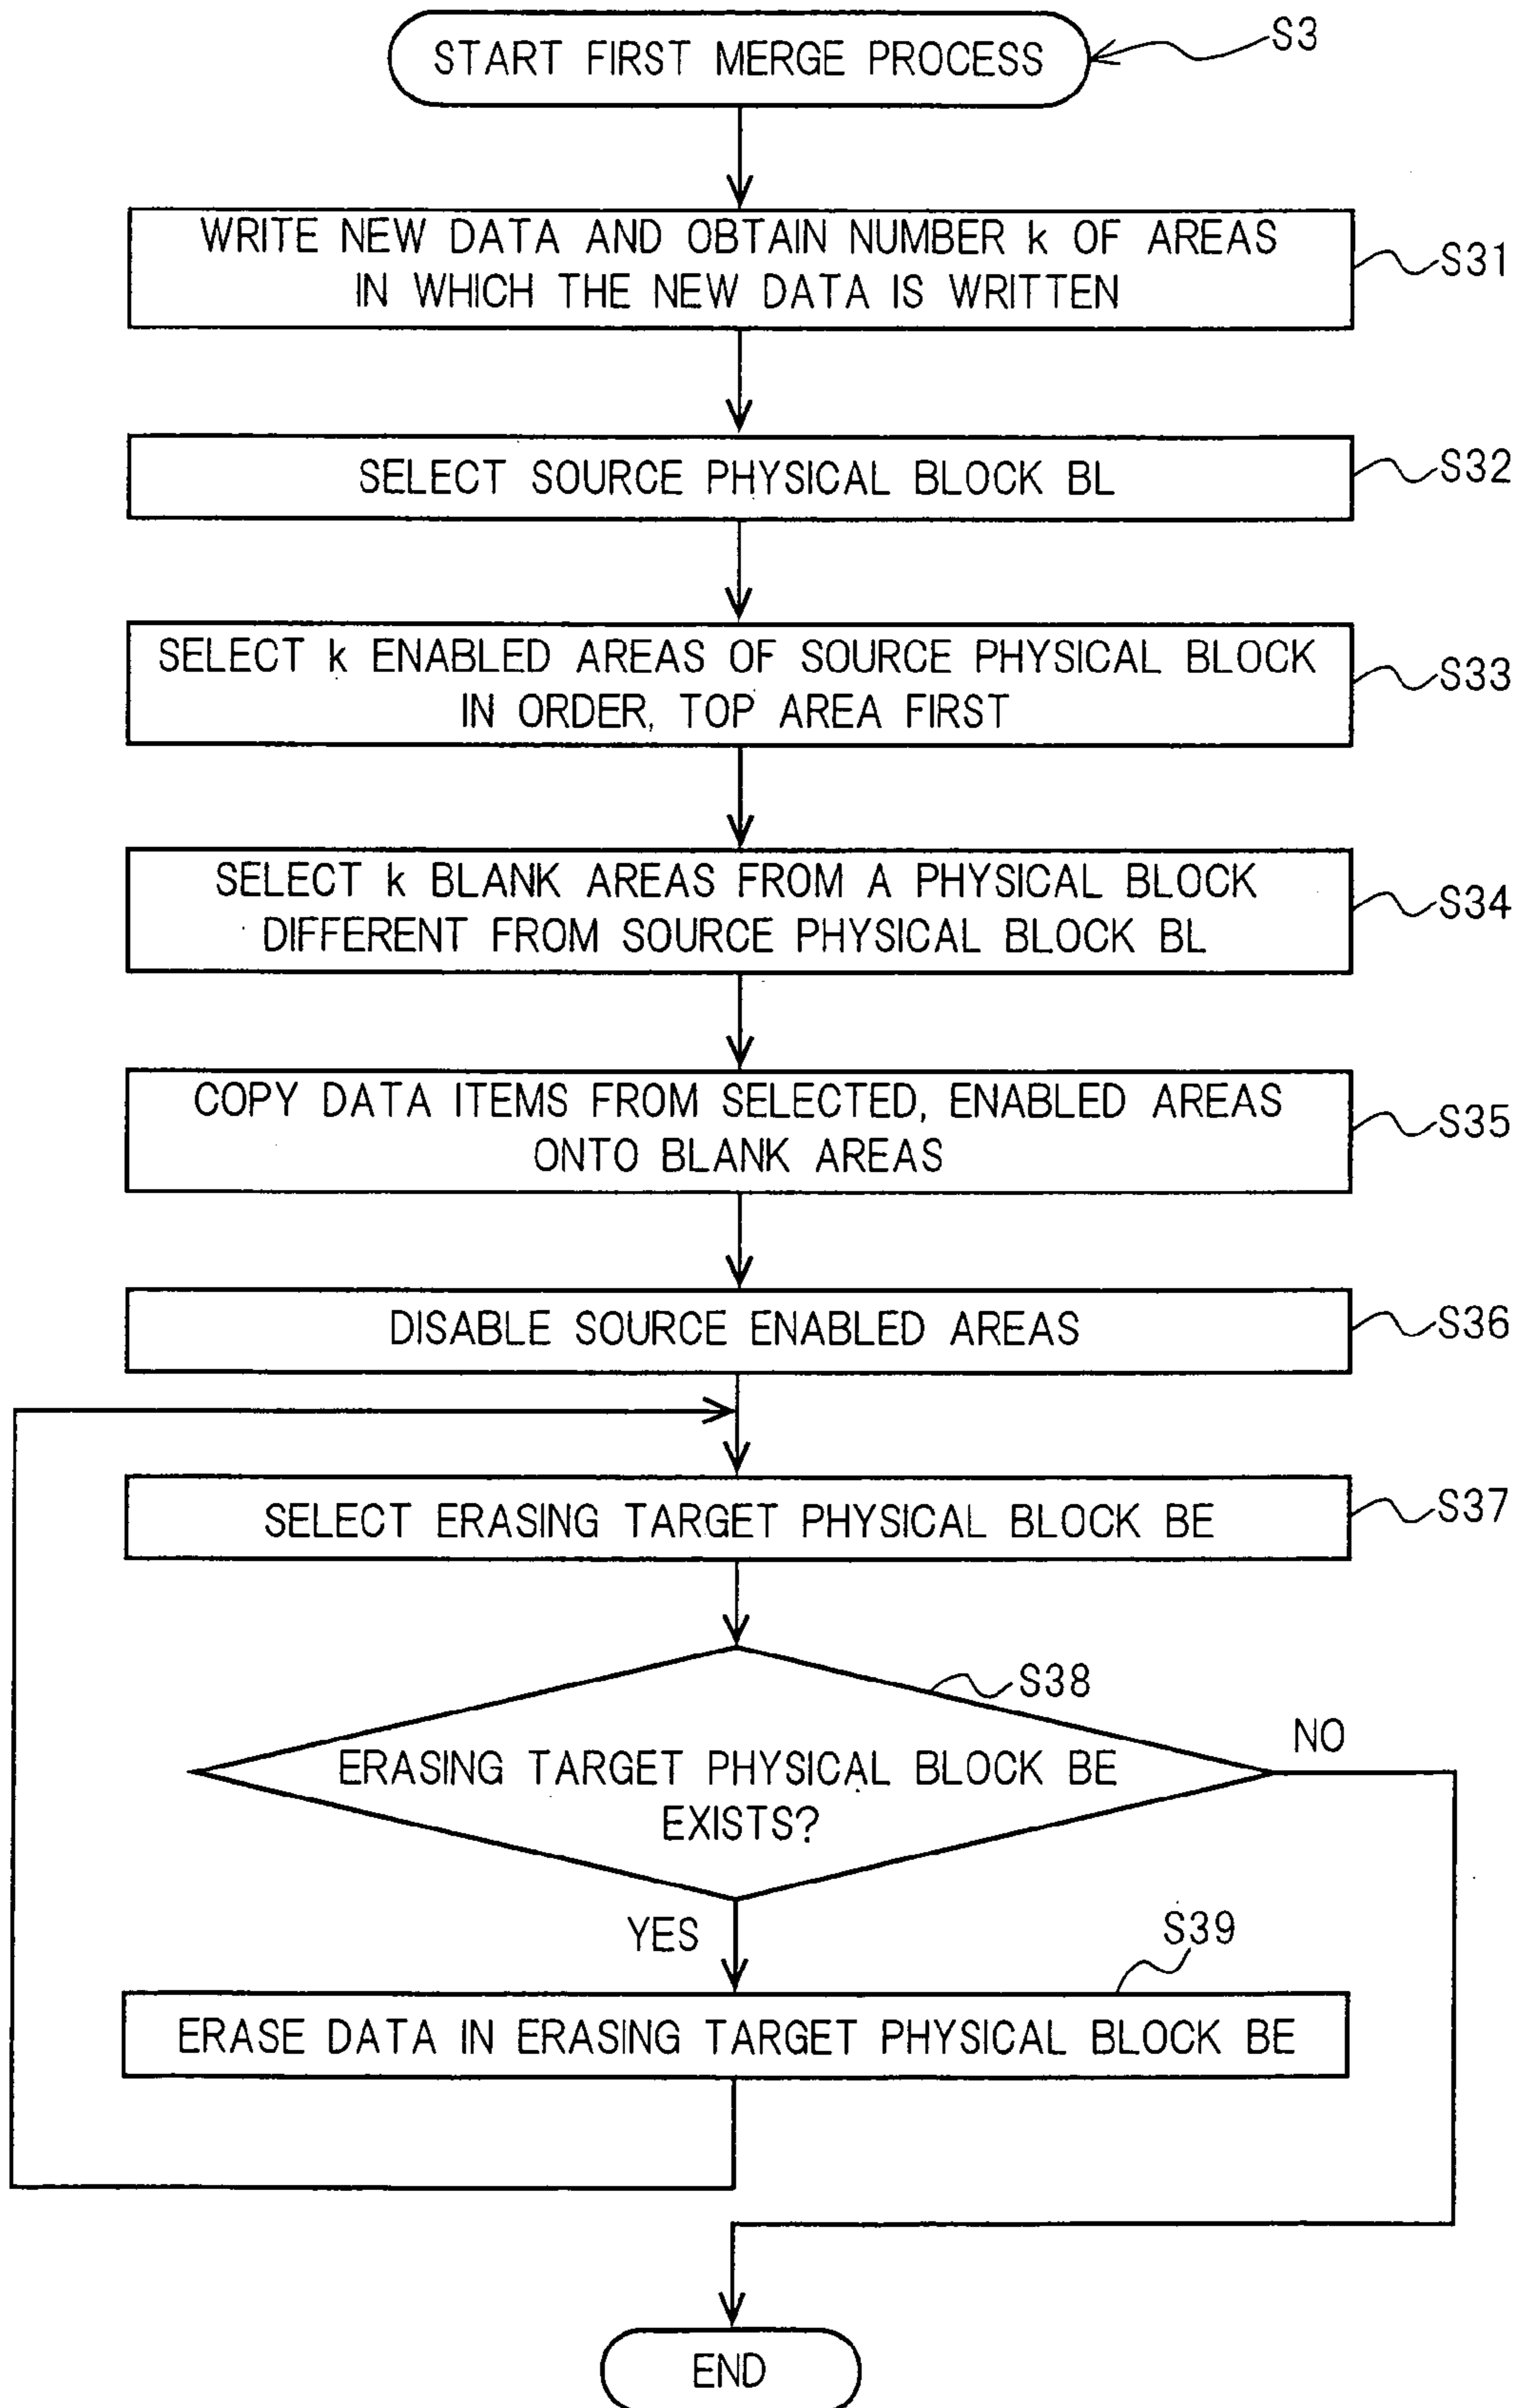 START FIRST MERGE PROCESS
S3
WRITE NEW DATA AND OBTAIN NUMBER k OF AREAS
IN WHICH THE NEW DATA IS WRITTEN
S31
SELECT SOURCE PHYSICAL BLOCK BL
S32
SELECT k ENABLED AREAS OF SOURCE PHYSICAL BLOCK
IN ORDER, TOP AREA FIRST
S33
SELECT k BLANK AREAS FROM A PHYSICAL BLOCK
DIFFERENT FROM SOURCE PHYSICAL BLOCK BL
S34
COPY DATA ITEMS FROM SELECTED, ENABLED AREAS
ONTO BLANK AREAS
S35
DISABLE SOURCE ENABLED AREAS
S36
SELECT ERASING TARGET PHYSICAL BLOCK BE
S37
S38
ERASING TARGET PHYSICAL BLOCK BE
EXISTS?
NO
YES
S39
ERASE DATA IN ERASING TARGET PHYSICAL BLOCK BE
END